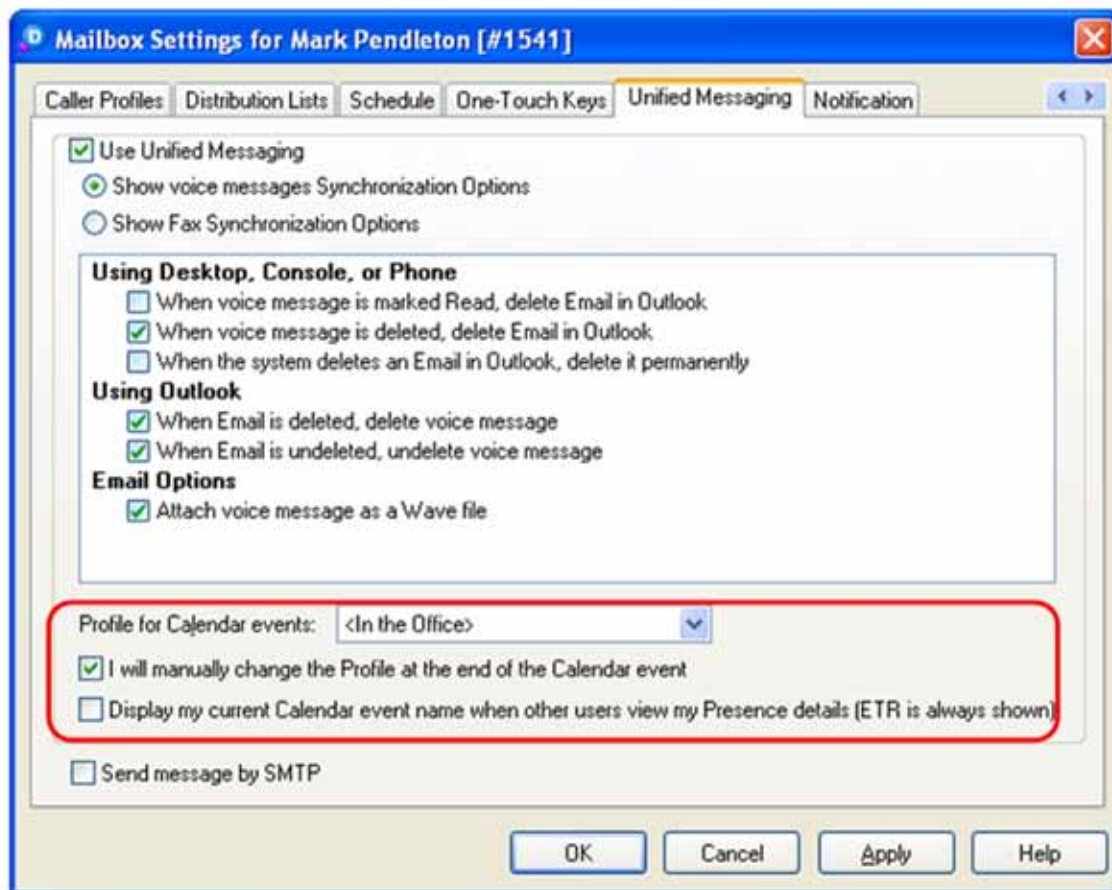 Mailbox Settings for Mark Pendleton [#1541]
Caller Profiles Distribution Lists Schedule One-Touch Keys Unified Messaging Notification
Use Unified Messaging
Show voice messages Synchronization Options
Show Fax Synchronization Options
Using Desktop, Console, or Phone
When voice message is marked Read, delete Email in Outlook
When voice message is deleted, delete Email in Outlook
When the system deletes an Email in Outlook, delete it permanently
Using Outlook
When Email is deleted, delete voice message
When Email is undeleted, undelete voice message
Email Options
Attach voice message as a Wave file
Profile for Calendar events: <In the Office>
I will manually change the Profile at the end of the Calendar event
Display my current Calendar event name when other users view my Presence details (ETR is always shown)
Send message by SMTP
OK Cancel Apply Help